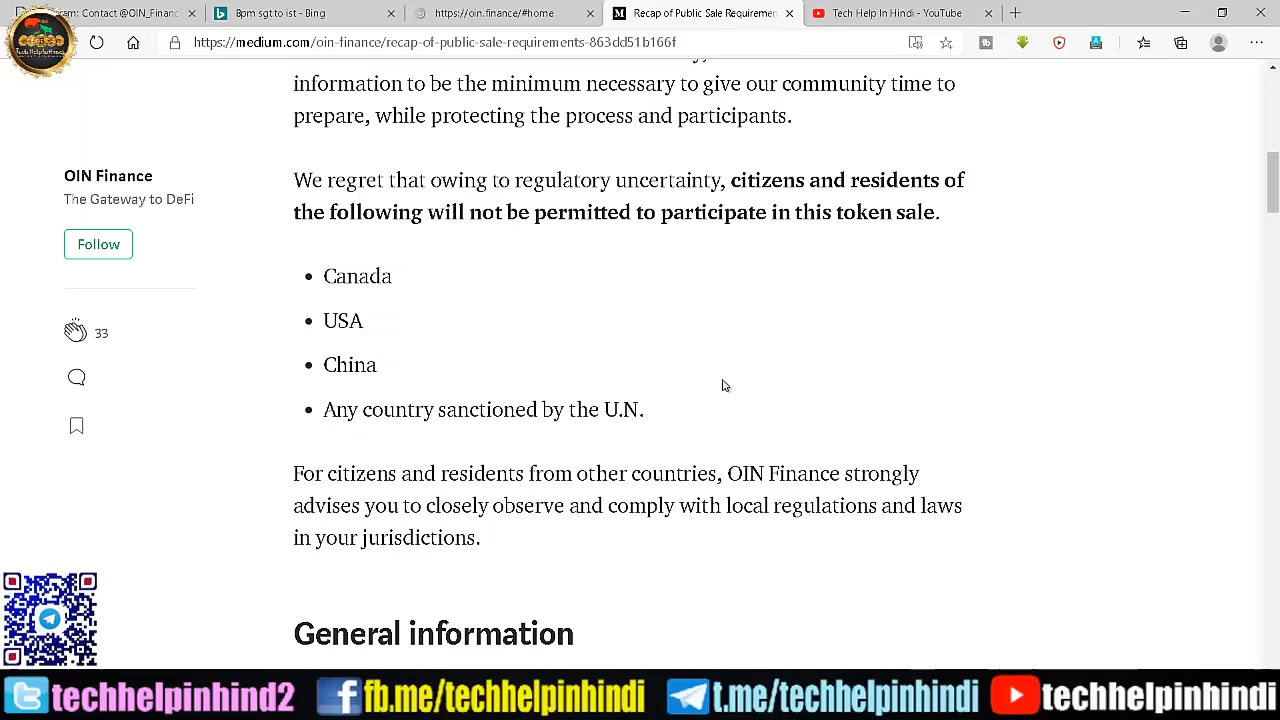 8pm sgt to ist - Bing
Recap of Public Sale Requiremen
Tech Help In Hindi - YouTube
https://medium.com/oin-finance/recap-of-public-sale-requirements-863dd51b166f
information to be the minimum necessary to give our community time to
prepare, while protecting the process and participants.
OIN Finance
The Gateway to DeFi
Follow
33
We regret that owing to regulatory uncertainty, citizens and residents of
the following will not be permitted to participate in this token sale.
• Canada
• USA
• China
• Any country sanctioned by the U.N.
For citizens and residents from other countries, OIN Finance strongly
advises you to closely observe and comply with local regulations and laws
in your jurisdictions.
General information
techhelpinhind2
fb.me/techhelpinhindi
t.me/techhelpinhindi
techhelpinhindi